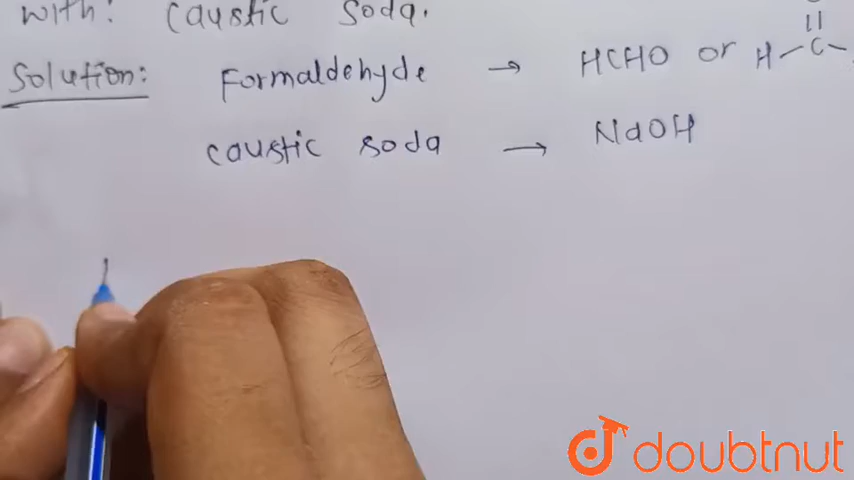 with: caustic soda.
Solution: Formaldehyde → HCHO or H-C-
caustic soda → NaOH
doubtnut